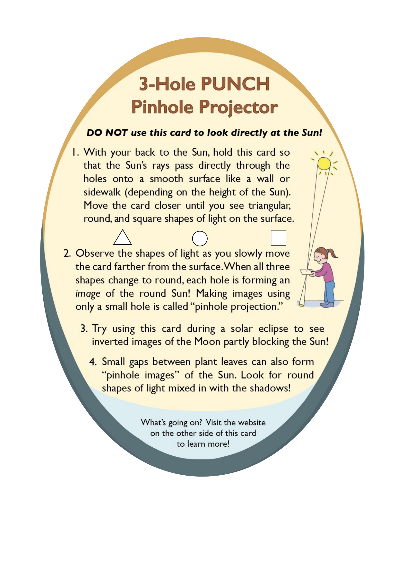 3-Hole PUNCH
Pinhole Projector
DO NOT use this card to look directly at the Sun!
1. With your back to the Sun, hold this card so
that the Sun's rays pass directly through the
holes onto a smooth surface like a wall or
sidewalk (depending on the height of the Sun).
Move the card closer until you see triangular,
round, and square shapes of light on the surface.
2. Observe the shapes of light as you slowly move
the card farther from the surface. When all three
shapes change to round, each hole is forming an
image of the round Sun! Making images using
only a small hole is called "pinhole projection."
3. Try using this card during a solar eclipse to see
inverted images of the Moon partly blocking the Sun!
4. Small gaps between plant leaves can also form
"pinhole images" of the Sun. Look for round
shapes of light mixed in with the shadows!
What's going on? Visit the website
on the other side of this card
to learn more!